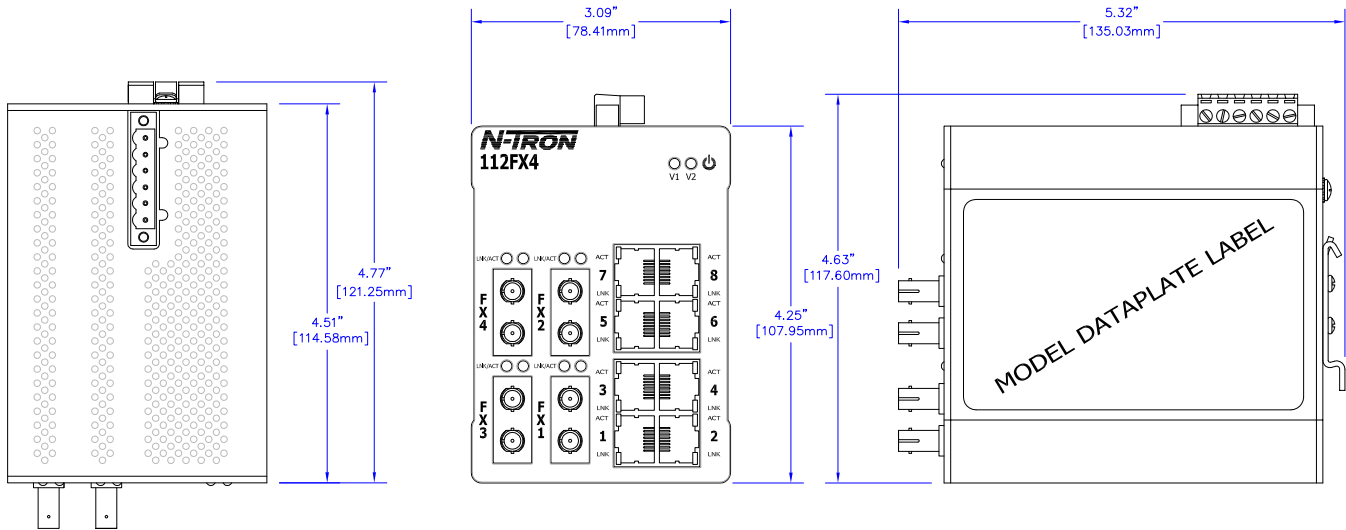 4.77"
[121.25mm]
4.51"
[114.58mm]
3.09"
[78.41mm]
N-TRON
112FX4
V1 V2
LNK/ACT
LNK/ACT
FX4
FX2
ACT
7
LNK
ACT
8
LNK
ACT
5
LNK
ACT
6
LNK
LNK/ACT
LNK/ACT
FX3
FX1
ACT
3
LNK
ACT
4
LNK
ACT
1
LNK
ACT
2
LNK
4.25"
[107.95mm]
5.32"
[135.03mm]
4.63"
[117.60mm]
MODEL DATAPLATE LABEL